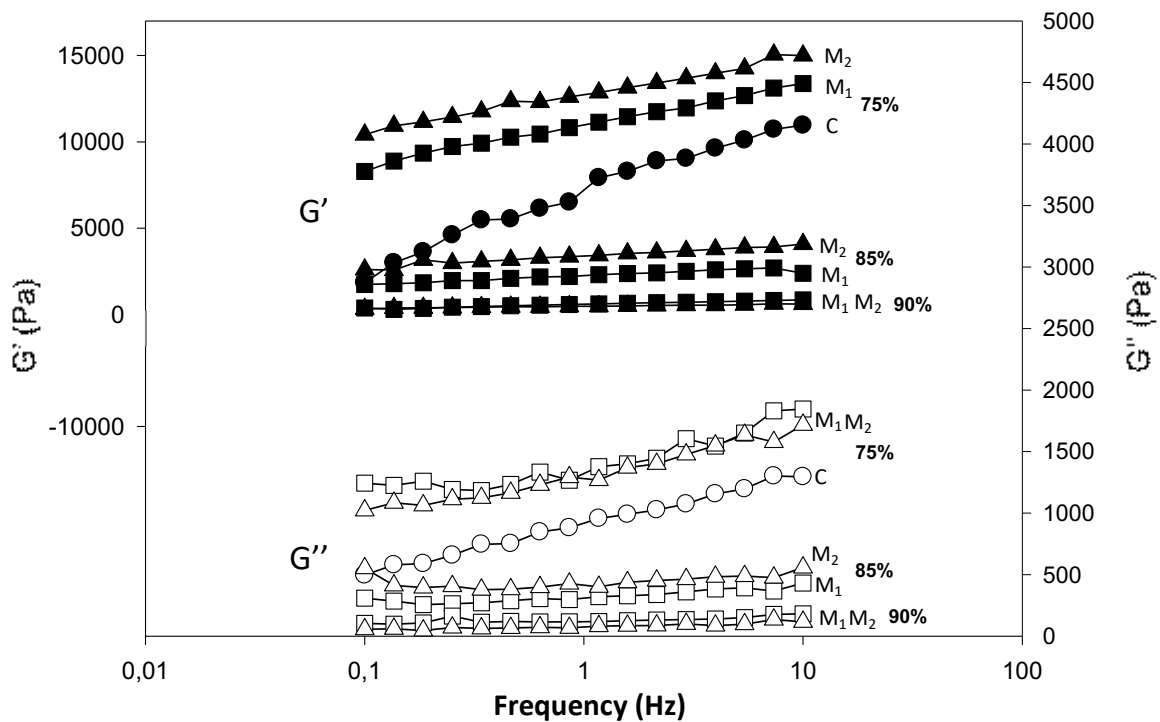 15000
10000
5000
0
-10000
G' (Pa)
5000
4500
4000
3500
3000
2500
2000
1500
1000
500
0
G'' (Pa)
M2
M1 75%
C
G'
M2 85%
M1
M1 M2 90%
M1M2
75%
C
G''
M2
85%
M1
M1M2 90%
0,01
0,1
1
10
100
Frequency (Hz)